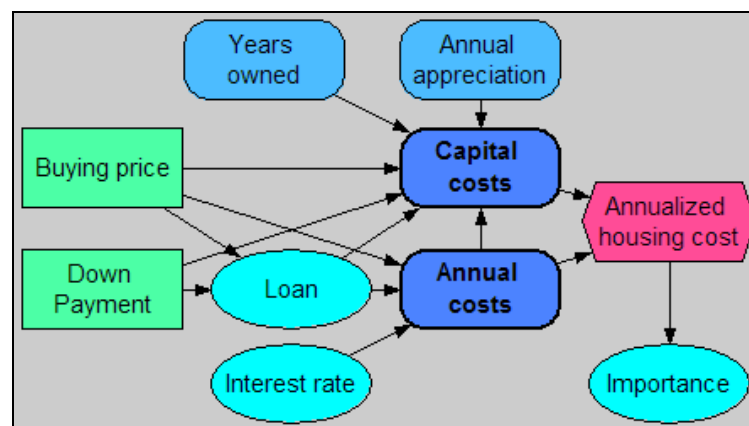 Years
owned
Annual
appreciation
Buying price
Capital
costs
Annualized
housing cost
Down
Payment
Loan
Annual
costs
Interest rate
Importance